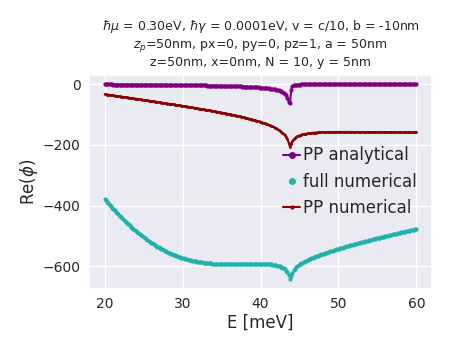 ℏμ = 0.30eV, ℏγ = 0.0001eV, v = c/10, b = -10nm
zₚ=50nm, px=0, py=0, pz=1, a = 50nm
z=50nm, x=0nm, N = 10, y = 5nm
0
−200
−400
−600
Re(ϕ)
PP analytical
full numerical
PP numerical
20 30 40 50 60
E [meV]